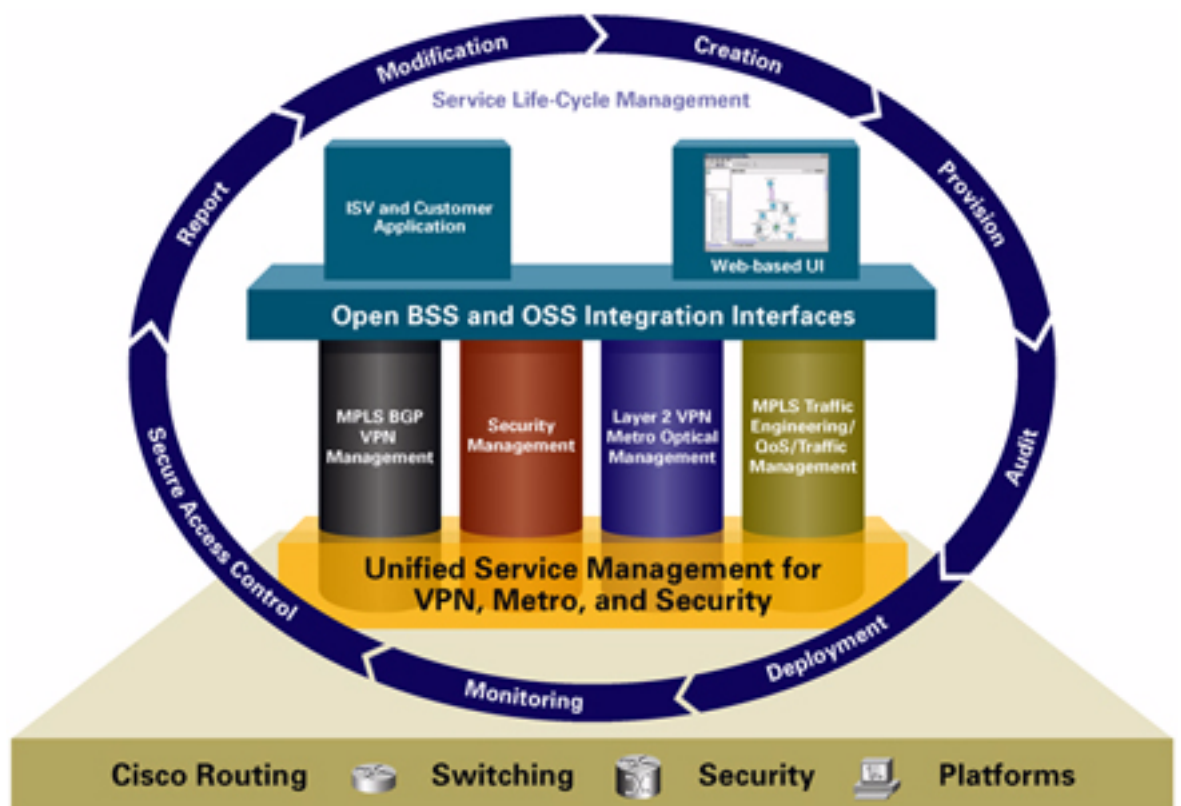 Modification
Creation
Service Life-Cycle Management
Provision
Report
ISV and Customer
Application
Web-based UI
Open BSS and OSS Integration Interfaces
MPLS BGP
VPN
Management
Security
Management
Layer 2 VPN
Metro Optical
Management
MPLS Traffic
Engineering/
QoS/Traffic
Management
Audit
Secure Access Control
Unified Service Management for
VPN, Metro, and Security
Deployment
Monitoring
Cisco Routing Switching Security Platforms